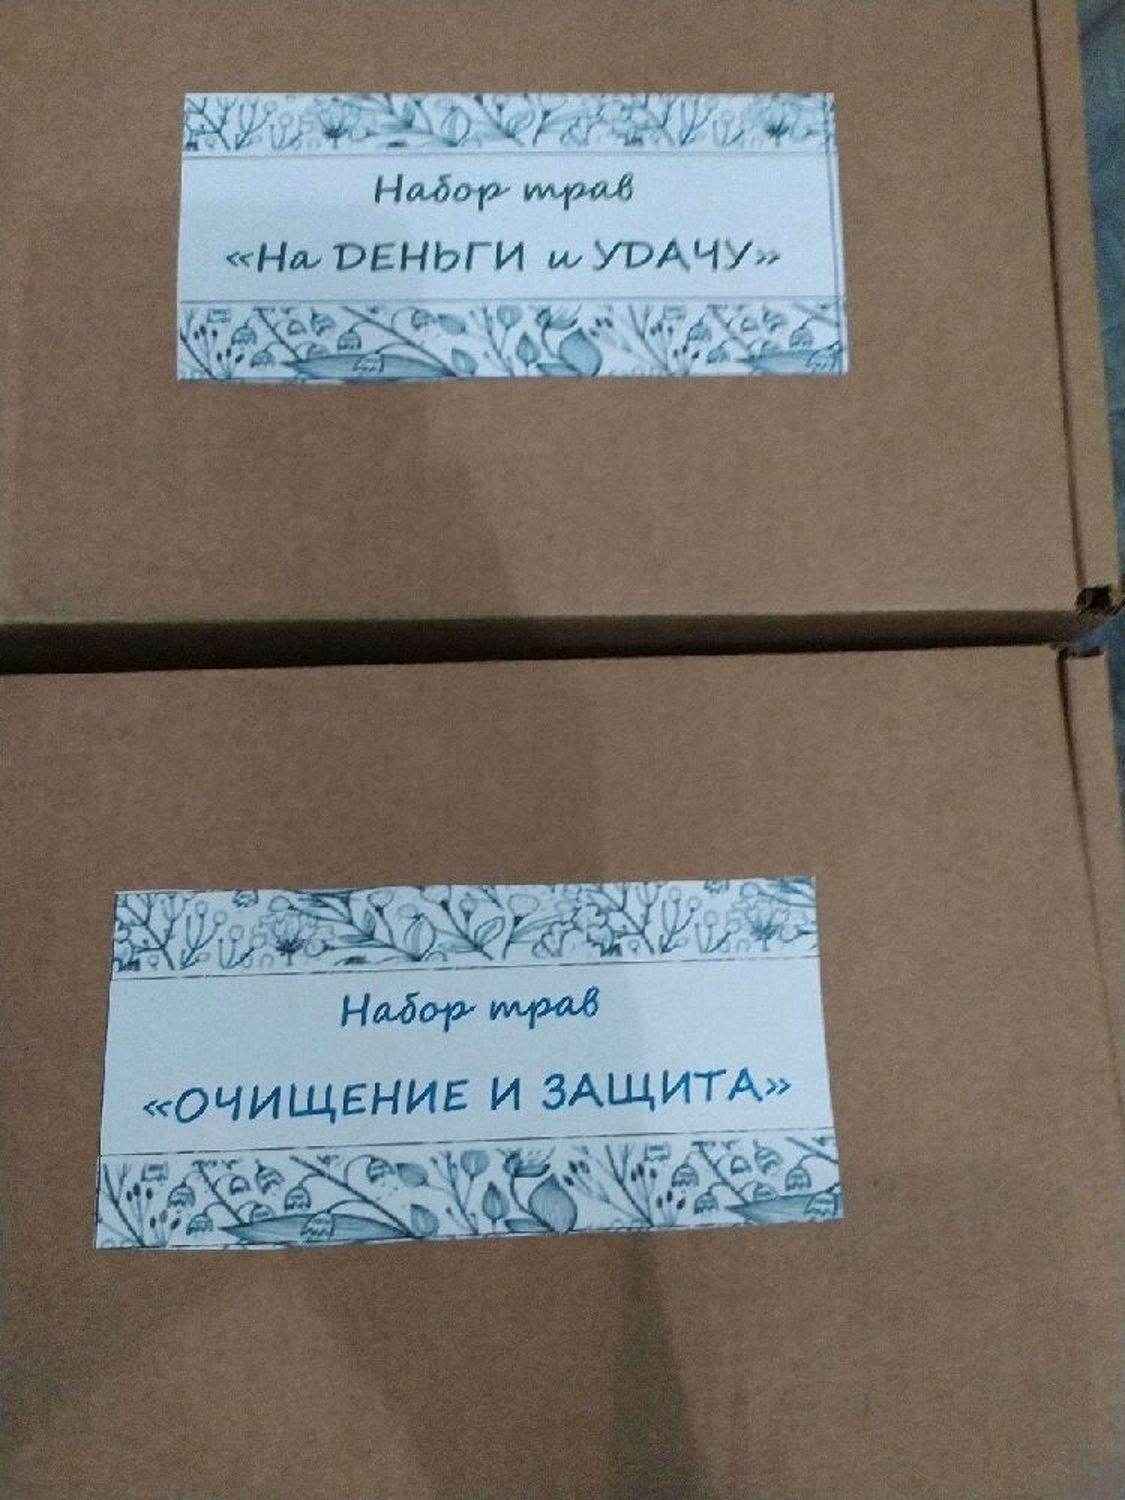 Набор трав
«На ДЕНЬГИ и УДАЧУ»
Набор трав
«ОЧИЩЕНИЕ И ЗАЩИТА»